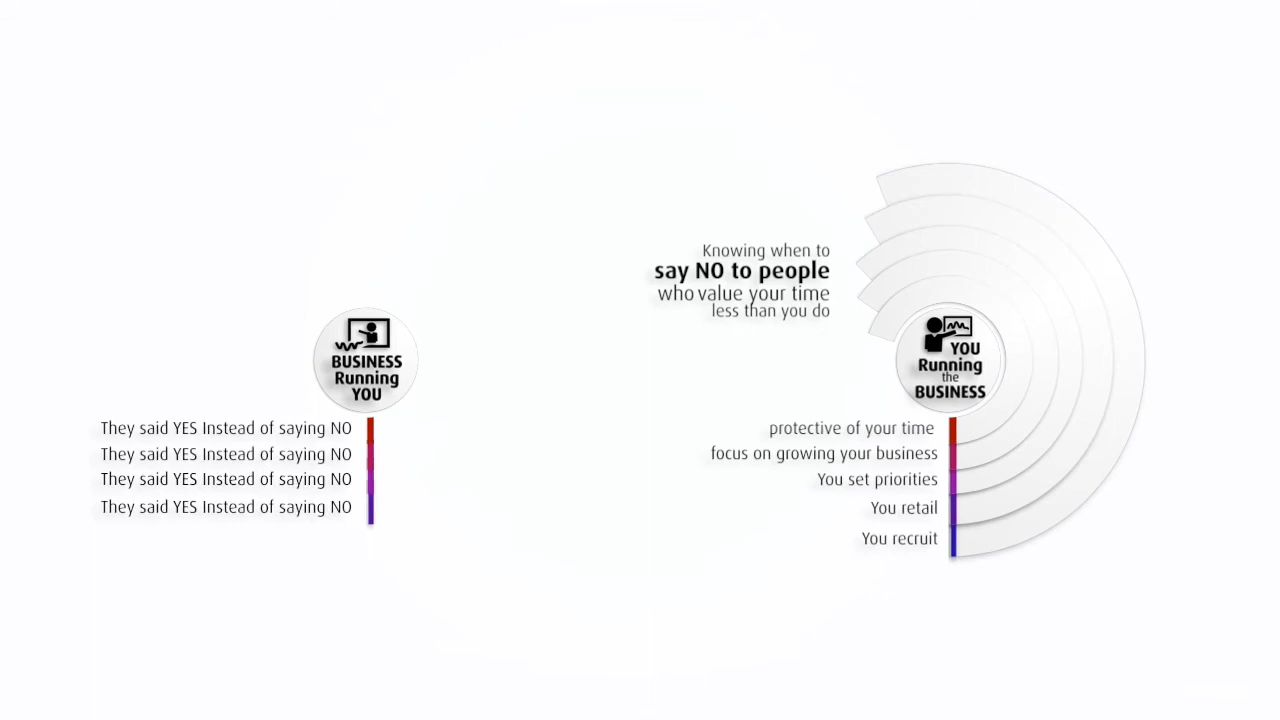 BUSINESS
Running
YOU
They said YES Instead of saying NO
They said YES Instead of saying NO
They said YES Instead of saying NO
They said YES Instead of saying NO
Knowing when to
say NO to people
who value your time
less than you do
YOU
Running
the
BUSINESS
protective of your time
focus on growing your business
You set priorities
You retail
You recruit